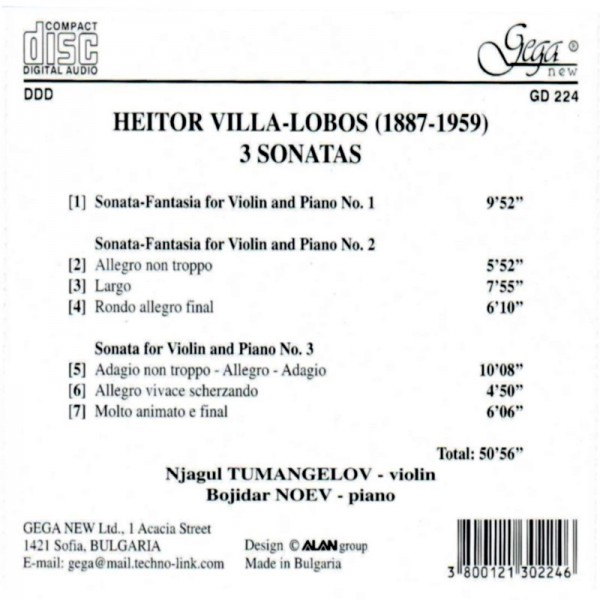 COMPACT
disc
DIGITAL AUDIO
Gega®
new
DDD
GD 224
HEITOR VILLA-LOBOS (1887-1959)
3 SONATAS
[1] Sonata-Fantasia for Violin and Piano No. 1 9’52”
Sonata-Fantasia for Violin and Piano No. 2
[2] Allegro non troppo 5’52”
[3] Largo 7’55”
[4] Rondo allegro final 6’10”
Sonata for Violin and Piano No. 3
[5] Adagio non troppo - Allegro - Adagio 10’08”
[6] Allegro vivace scherzando 4’50”
[7] Molto animato e final 6’06”
Total: 50’56”
Njagul TUMANGELOV - violin
Bojidar NOEV - piano
GEGA NEW Ltd., 1 Acacia Street
1421 Sofia, BULGARIA
E-mail: gega@mail.techno-link.com
Design © ALAN group
Made in Bulgaria
3 800121 302246